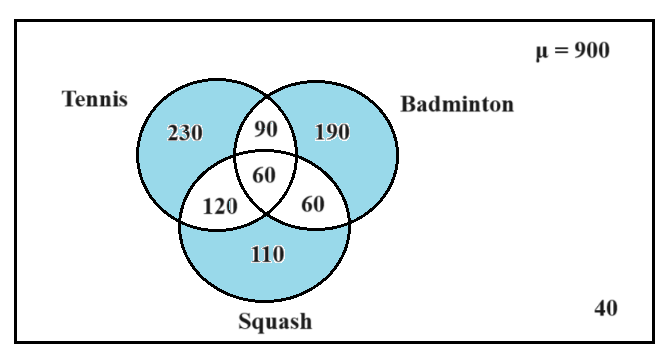 μ = 900
Tennis
Badminton
230
90
190
60
120
60
110
40
Squash